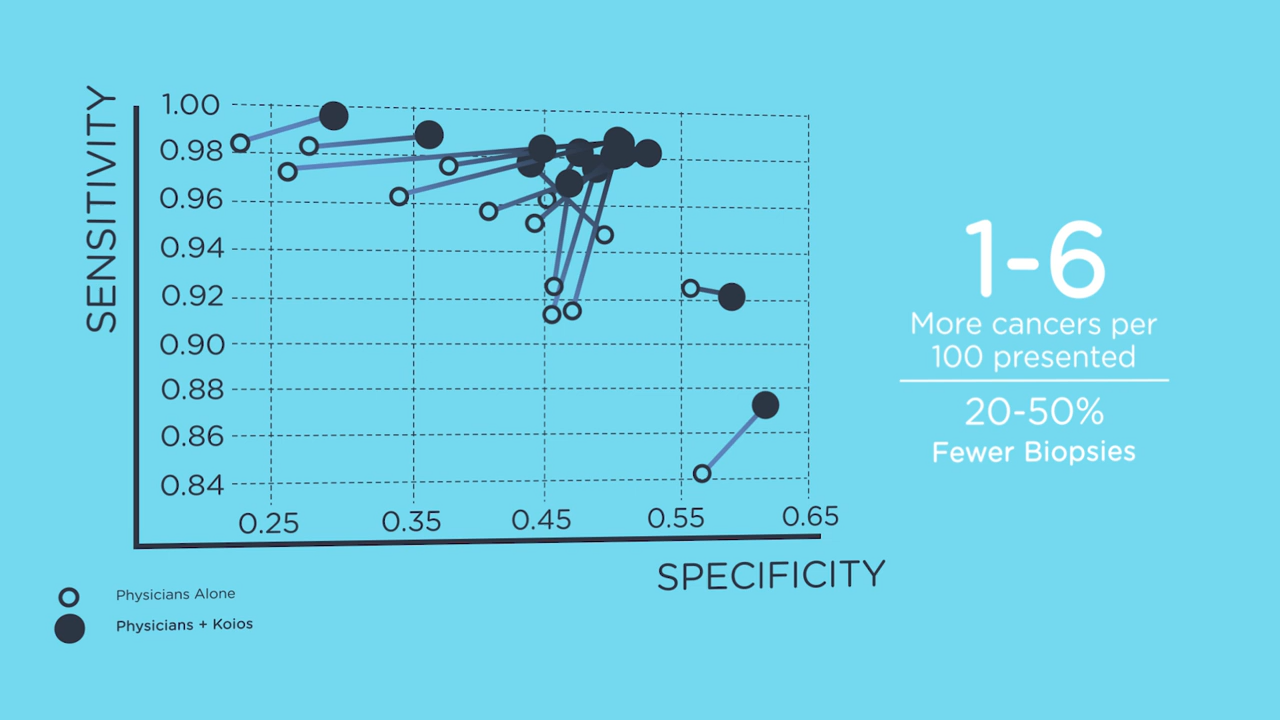 SENSITIVITY
1.00
0.98
0.96
0.94
0.92
0.90
0.88
0.86
0.84
0.25 0.35 0.45 0.55 0.65
SPECIFICITY
Physicians Alone
Physicians + Koios
1-6
More cancers per
100 presented
20-50%
Fewer Biopsies